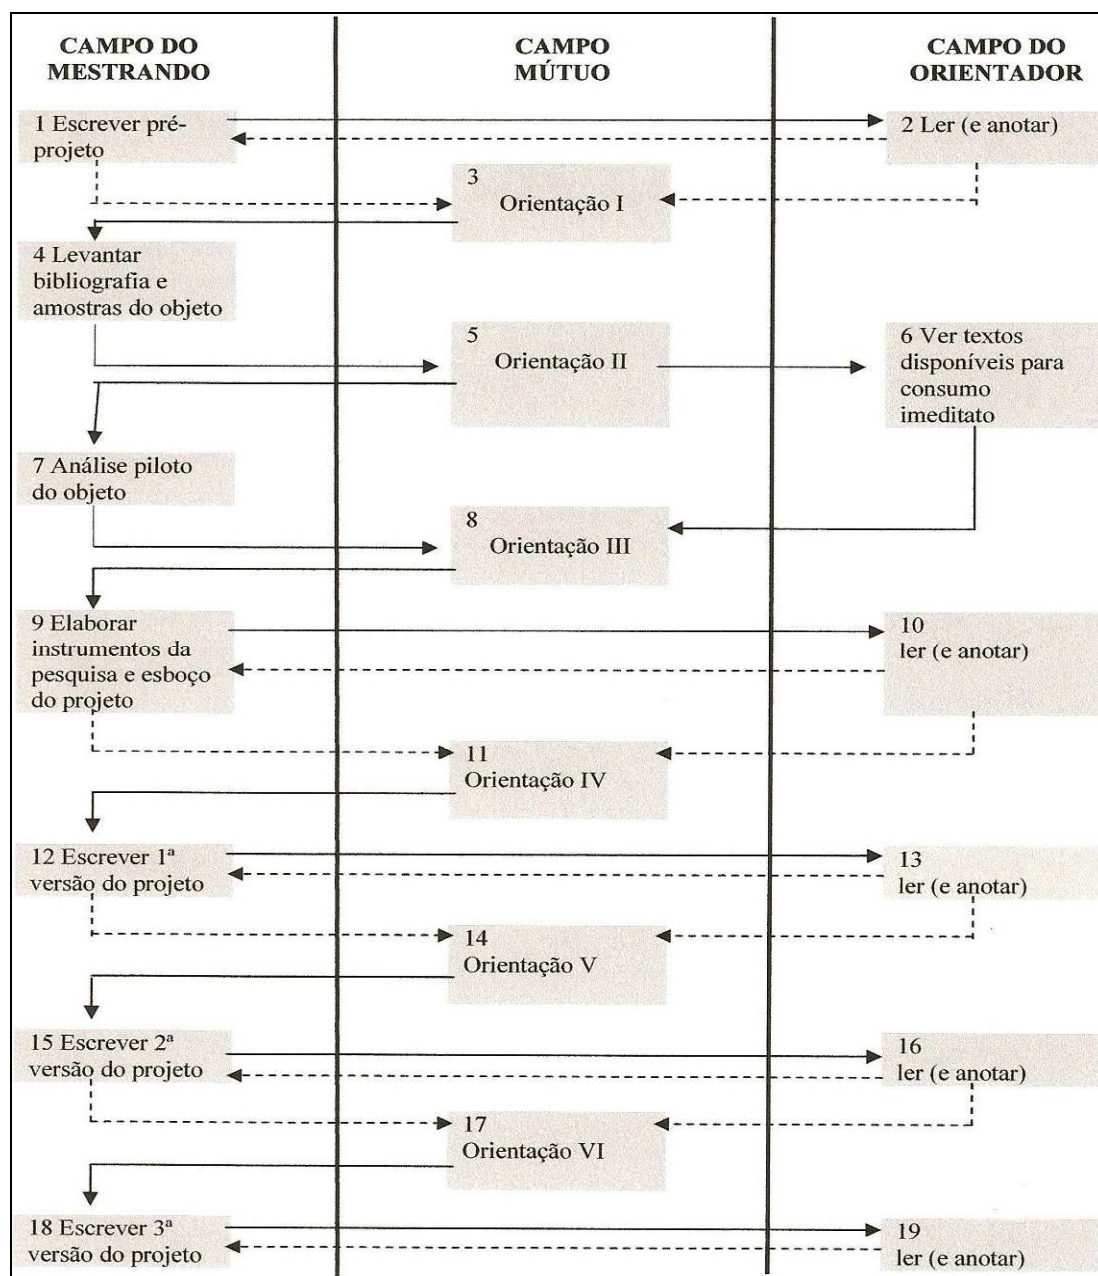 CAMPO DO
MESTRANDO
CAMPO
MÚTUO
CAMPO DO
ORIENTADOR
1 Escrever pré-
projeto
2 Ler (e anotar)
3
Orientação I
4 Levantar
bibliografia e
amostras do objeto
5
Orientação II
6 Ver textos
disponíveis para
consumo
imeditato
7 Análise piloto
do objeto
8
Orientação III
9 Elaborar
instrumentos da
pesquisa e esboço
do projeto
10
ler (e anotar)
11
Orientação IV
12 Escrever 1ª
versão do projeto
13
ler (e anotar)
14
Orientação V
15 Escrever 2ª
versão do projeto
16
ler (e anotar)
17
Orientação VI
18 Escrever 3ª
versão do projeto
19
ler (e anotar)